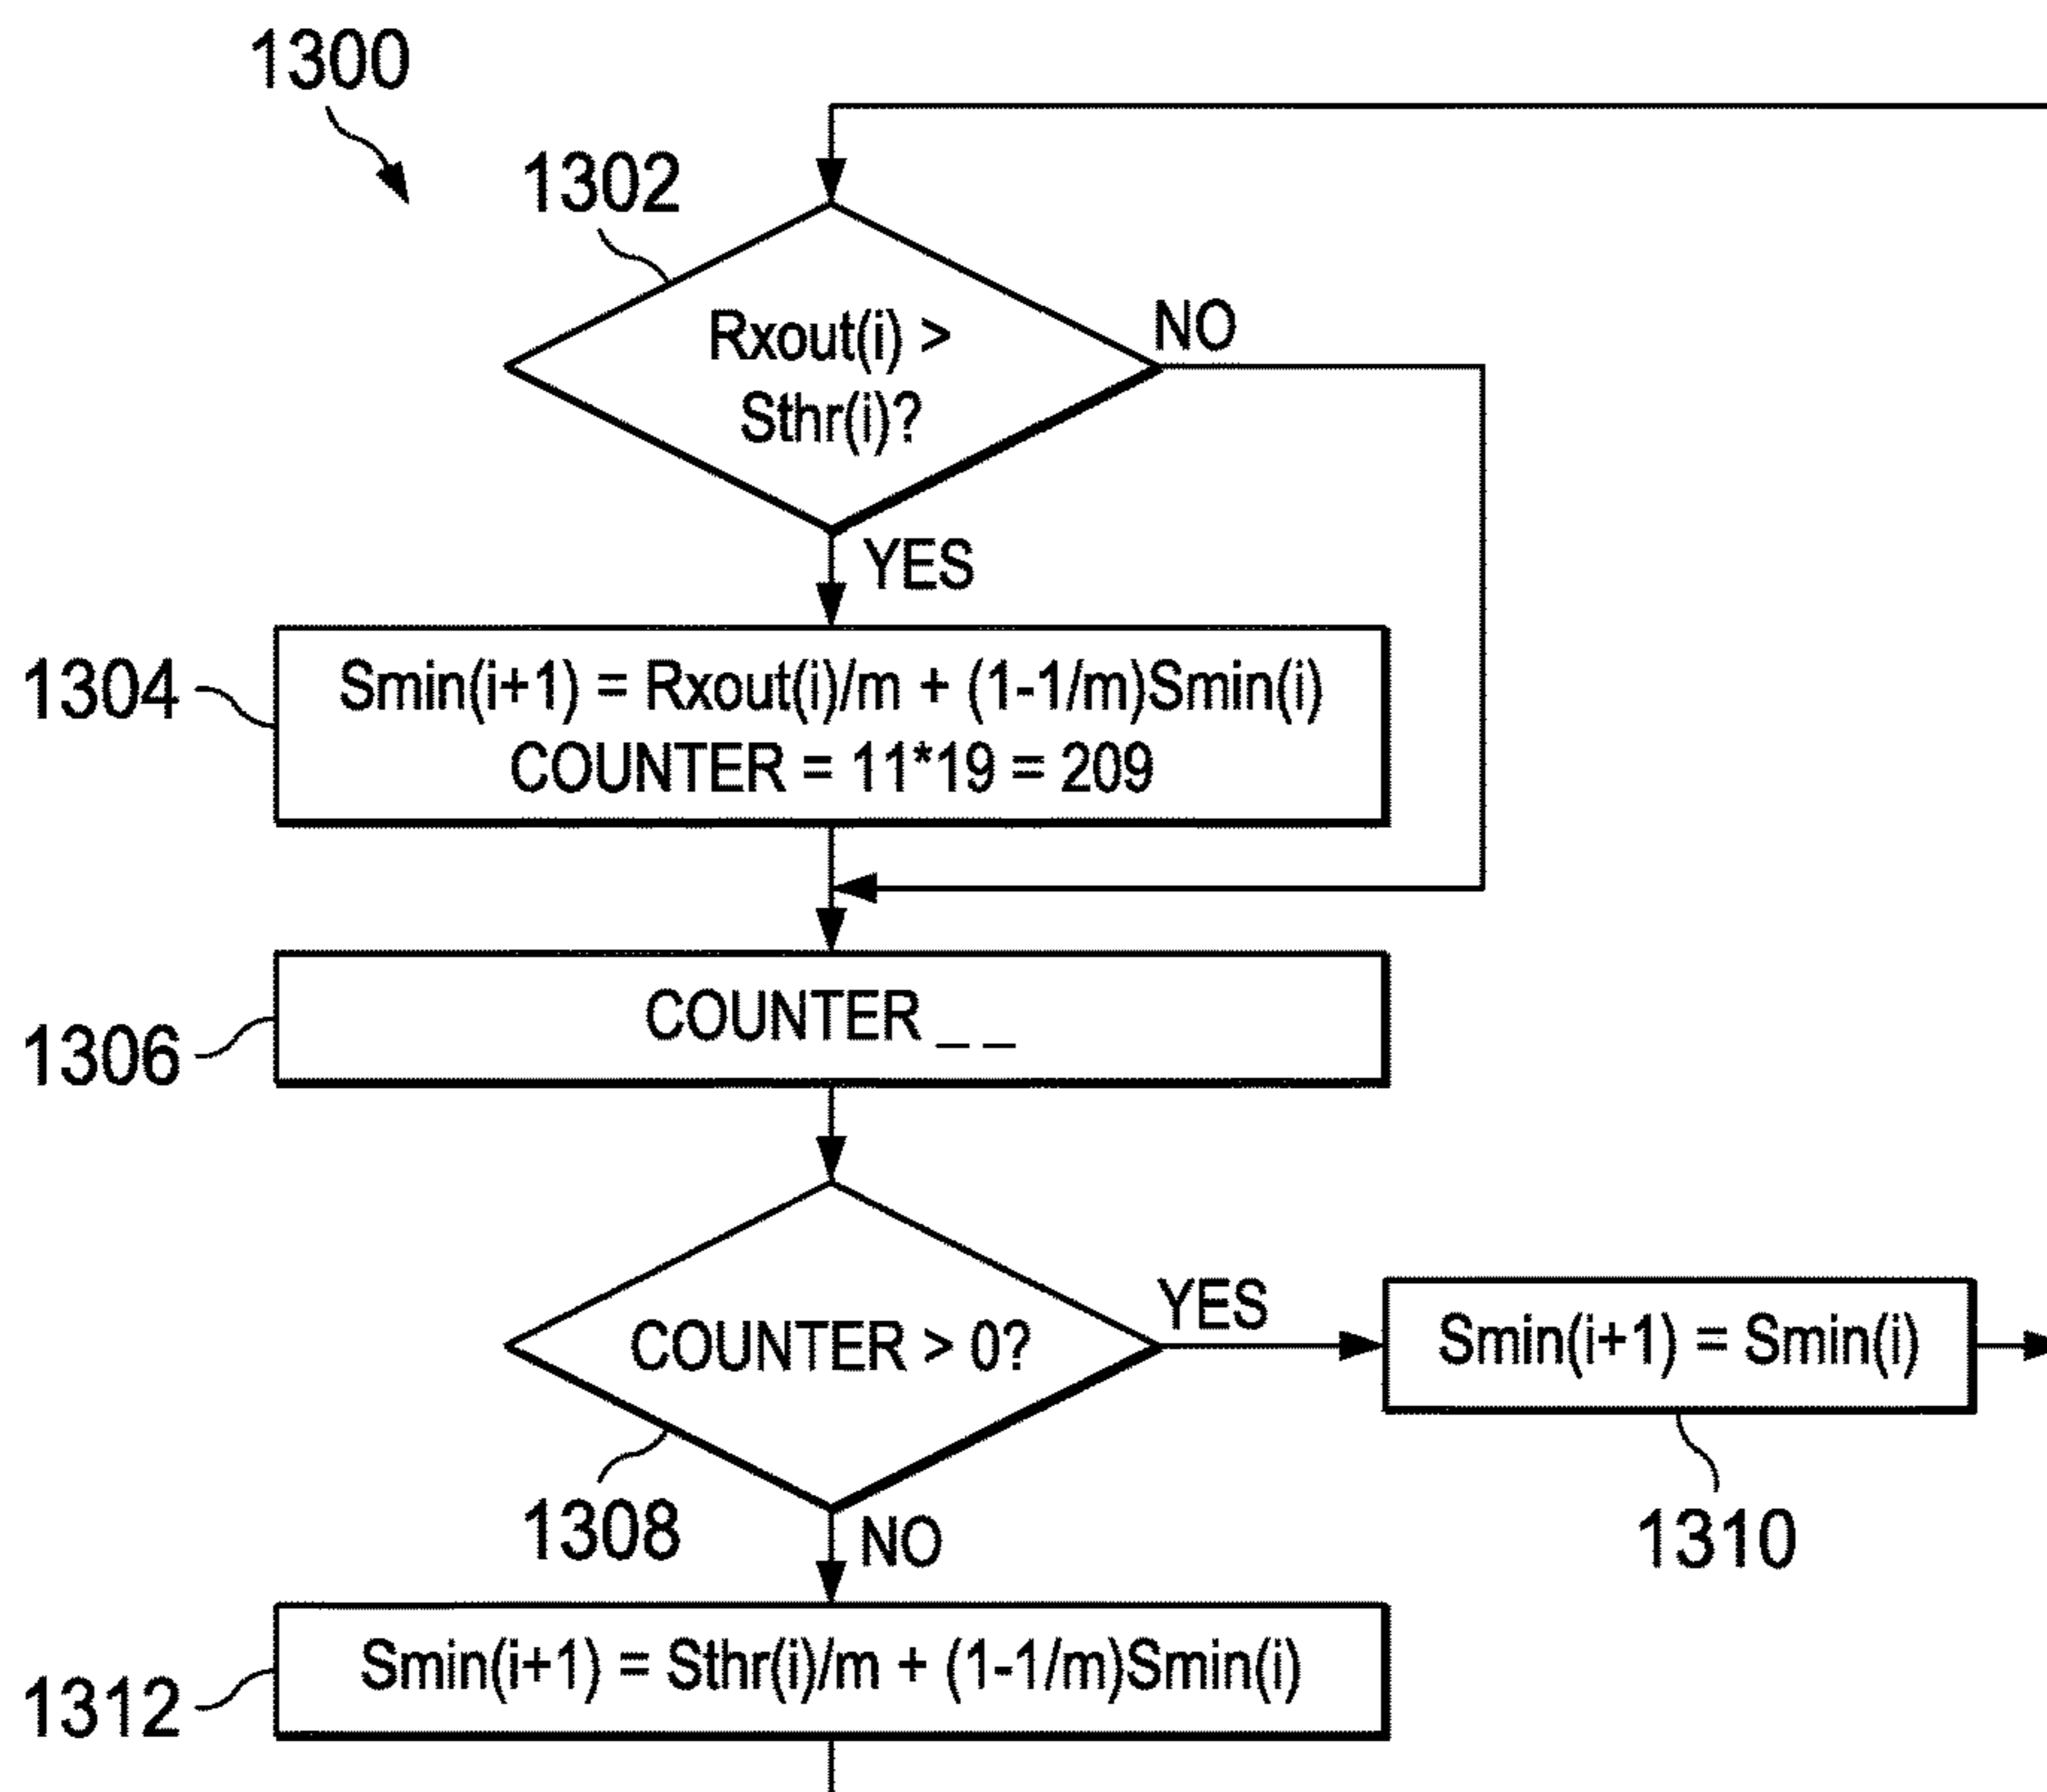 1300
1302
Rxout(i) >
Sthr(i)?
NO
YES
1304
Smin(i+1) = Rxout(i)/m + (1-1/m)Smin(i)
COUNTER = 11*19 = 209
1306
COUNTER _ _
COUNTER > 0?
YES
Smin(i+1) = Smin(i)
1308
NO
1310
1312
Smin(i+1) = Sthr(i)/m + (1-1/m)Smin(i)